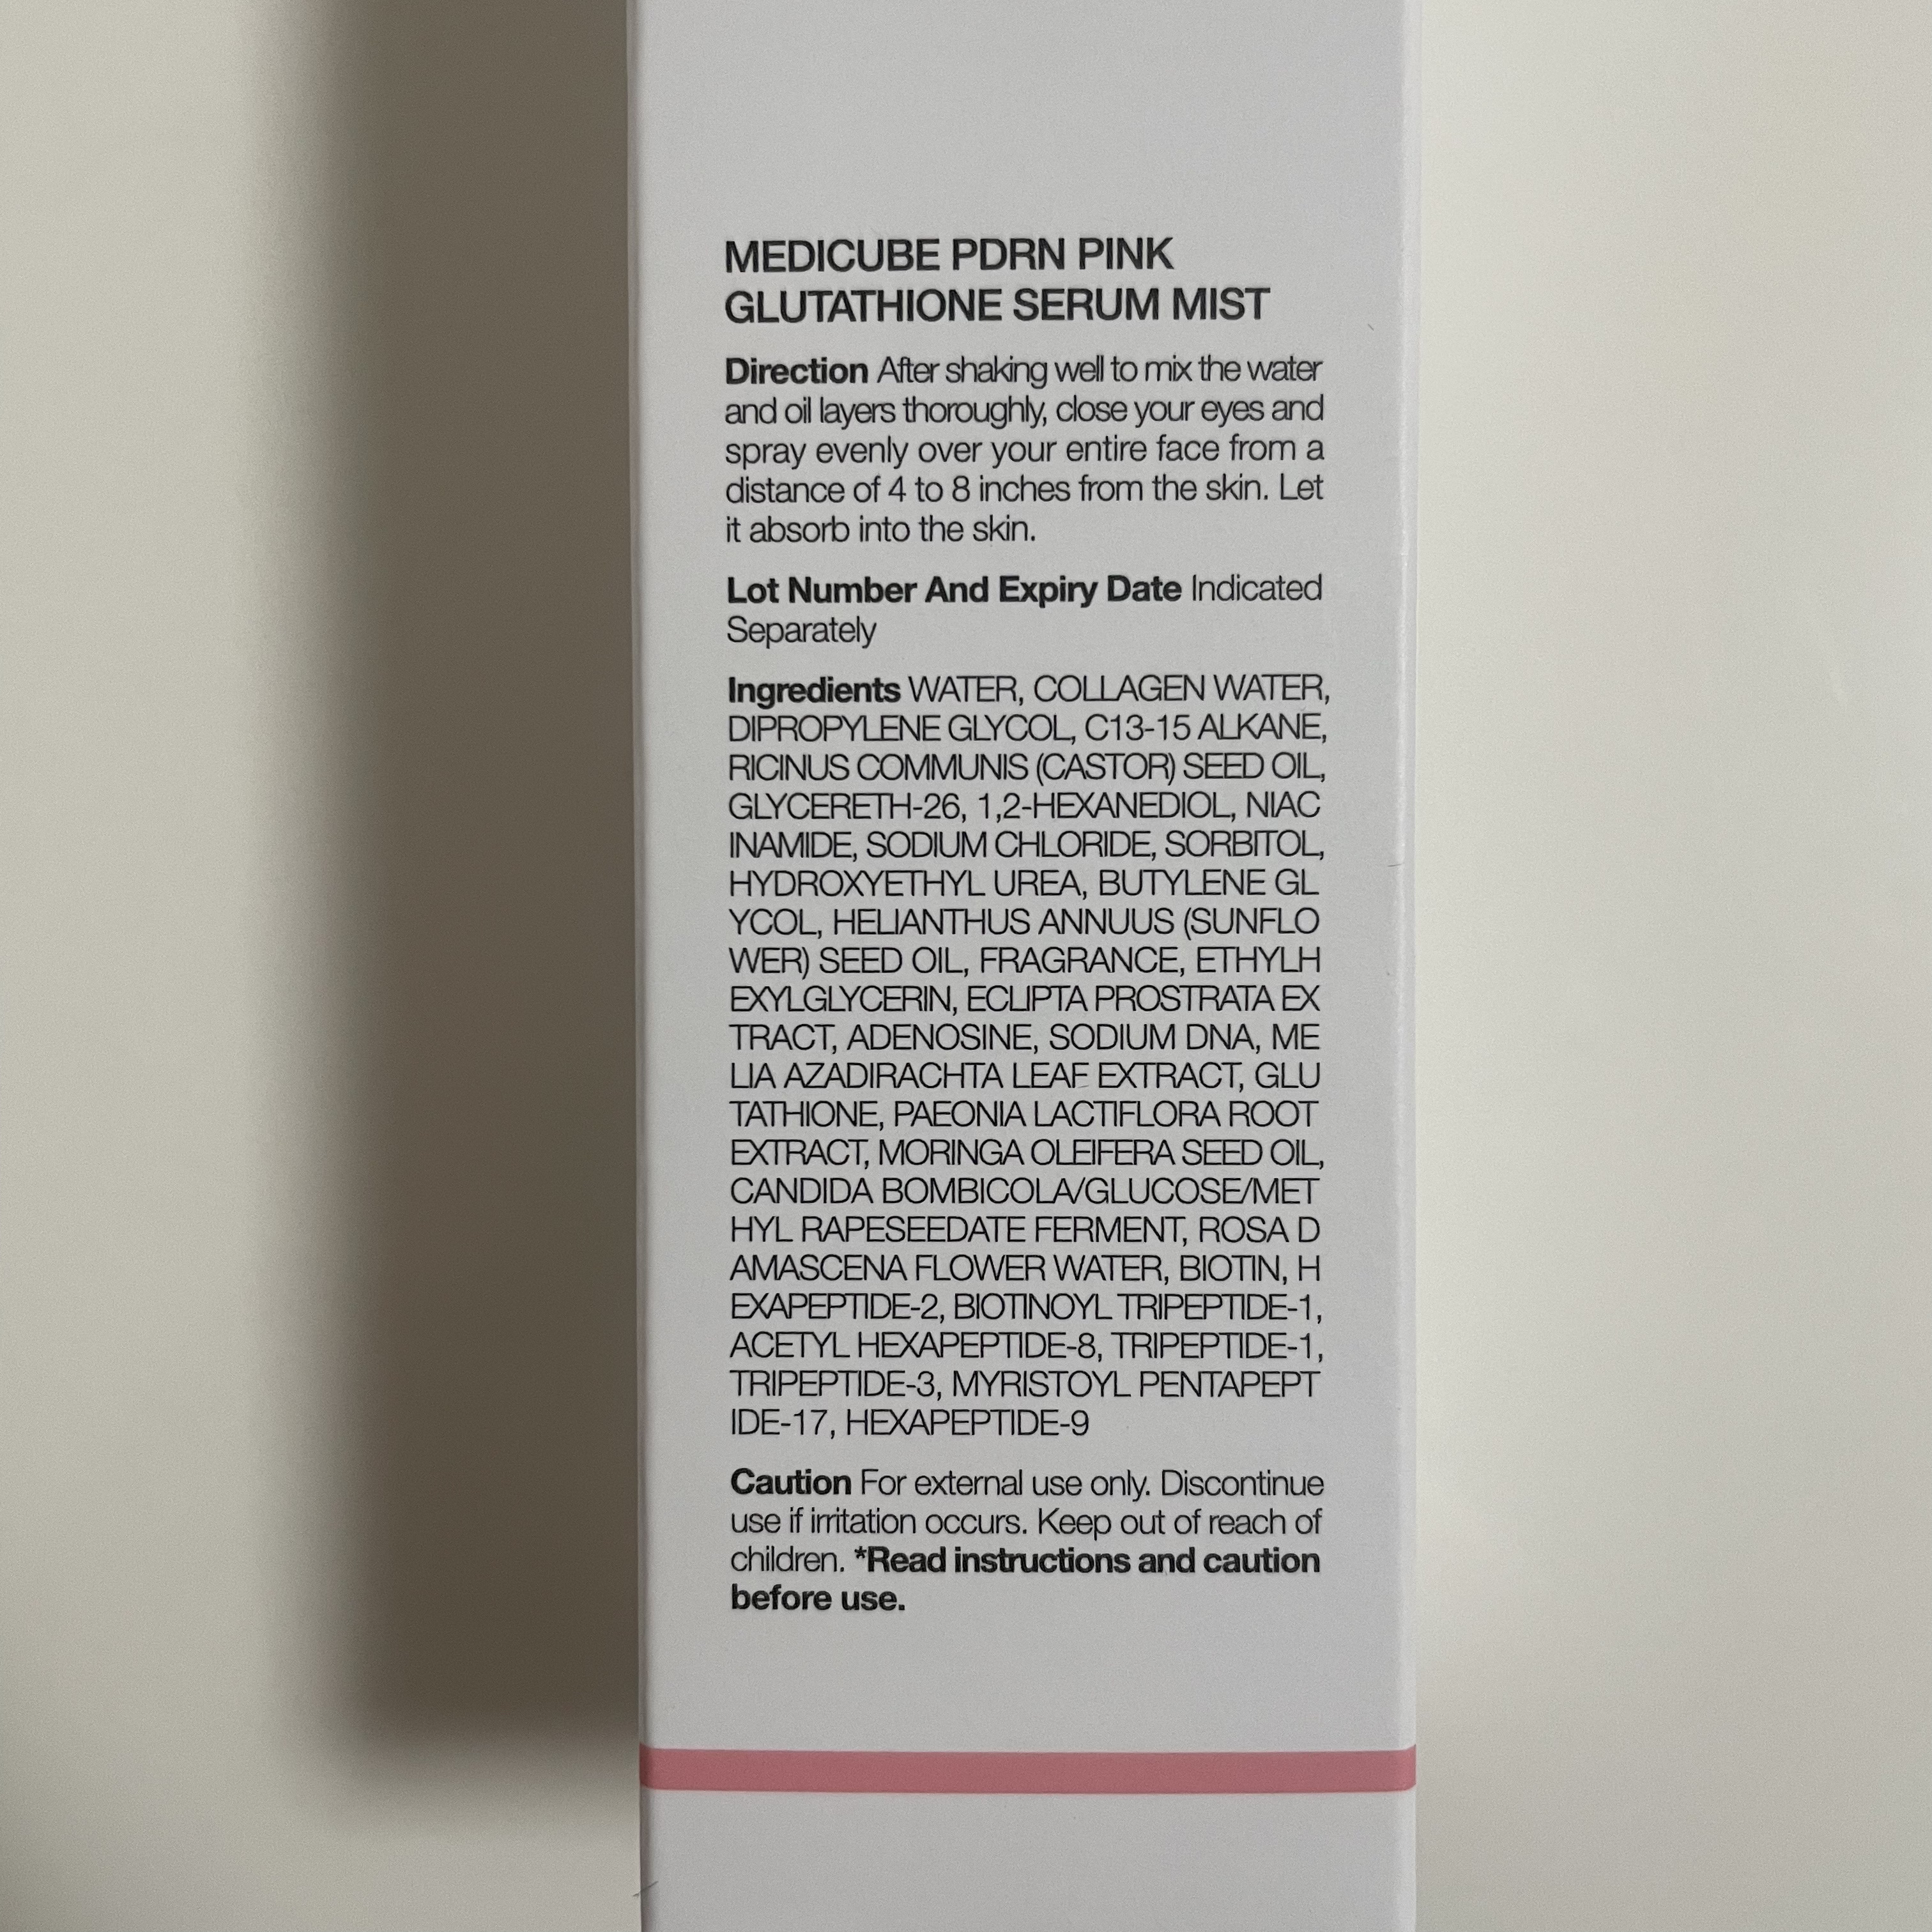 MEDICUBE PDRN PINK
GLUTATHIONE SERUM MIST
Direction After shaking well to mix the water
and oil layers thoroughly, close your eyes and
spray evenly over your entire face from a
distance of 4 to 8 inches from the skin. Let
it absorb into the skin.
Lot Number And Expiry Date Indicated
Separately
Ingredients WATER, COLLAGEN WATER,
DIPROPYLENE GLYCOL, C13-15 ALKANE,
RICINUS COMMUNIS (CASTOR) SEED OIL,
GLYCERETH-26, 1,2-HEXANEDIOL, NIAC
INAMIDE, SODIUM CHLORIDE, SORBITOL,
HYDROXYETHYL UREA, BUTYLENE GL
YCOL, HELIANTHUS ANNUUS (SUNFLO
WER) SEED OIL, FRAGRANCE, ETHYLH
EXYLGLYCERIN, ECLIPTA PROSTRATA EX
TRACT, ADENOSINE, SODIUM DNA, ME
LIA AZADIRACHTA LEAF EXTRACT, GLU
TATHIONE, PAEONIA LACTIFLORA ROOT
EXTRACT, MORINGA OLEIFERA SEED OIL,
CANDIDA BOMBICOLA/GLUCOSE/MET
HYL RAPESEEDATE FERMENT, ROSA D
AMASCENA FLOWER WATER, BIOTIN, H
EXAPEPTIDE-2, BIOTINOYL TRIPEPTIDE-1,
ACETYL HEXAPEPTIDE-8, TRIPEPTIDE-1,
TRIPEPTIDE-3, MYRISTOYL PENTAPEPT
IDE-17, HEXAPEPTIDE-9
Caution For external use only. Discontinue
use if irritation occurs. Keep out of reach of
children. *Read instructions and caution
before use.